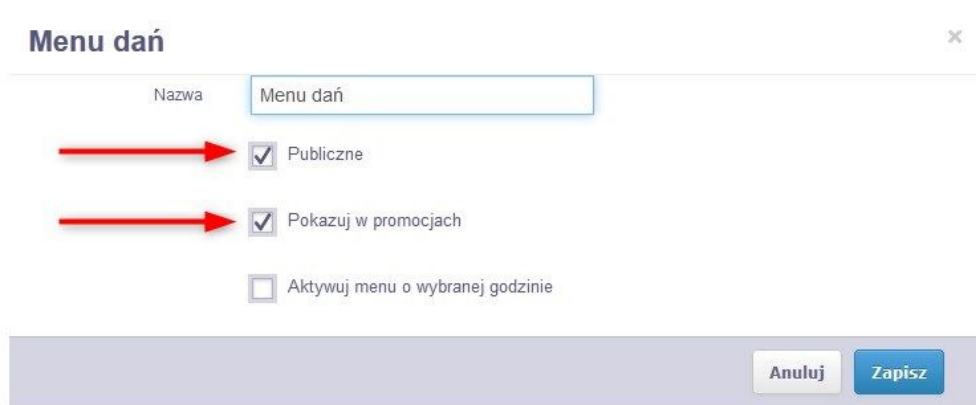 Menu dań
Nazwa Menu dań
Publiczne
Pokazuj w promocjach
Aktywuj menu o wybranej godzinie
Anuluj Zapisz